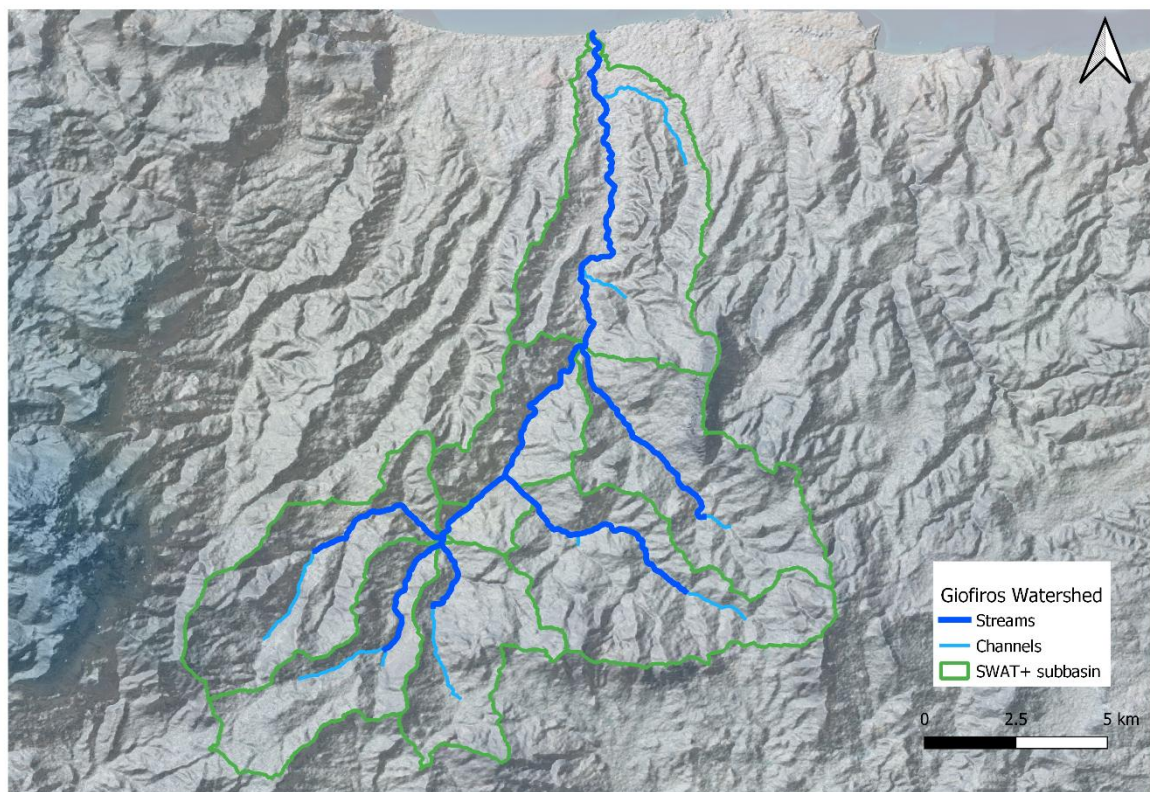 Giofiros Watershed
Streams
Channels
SWAT+ subbasin
0 2.5 5 km